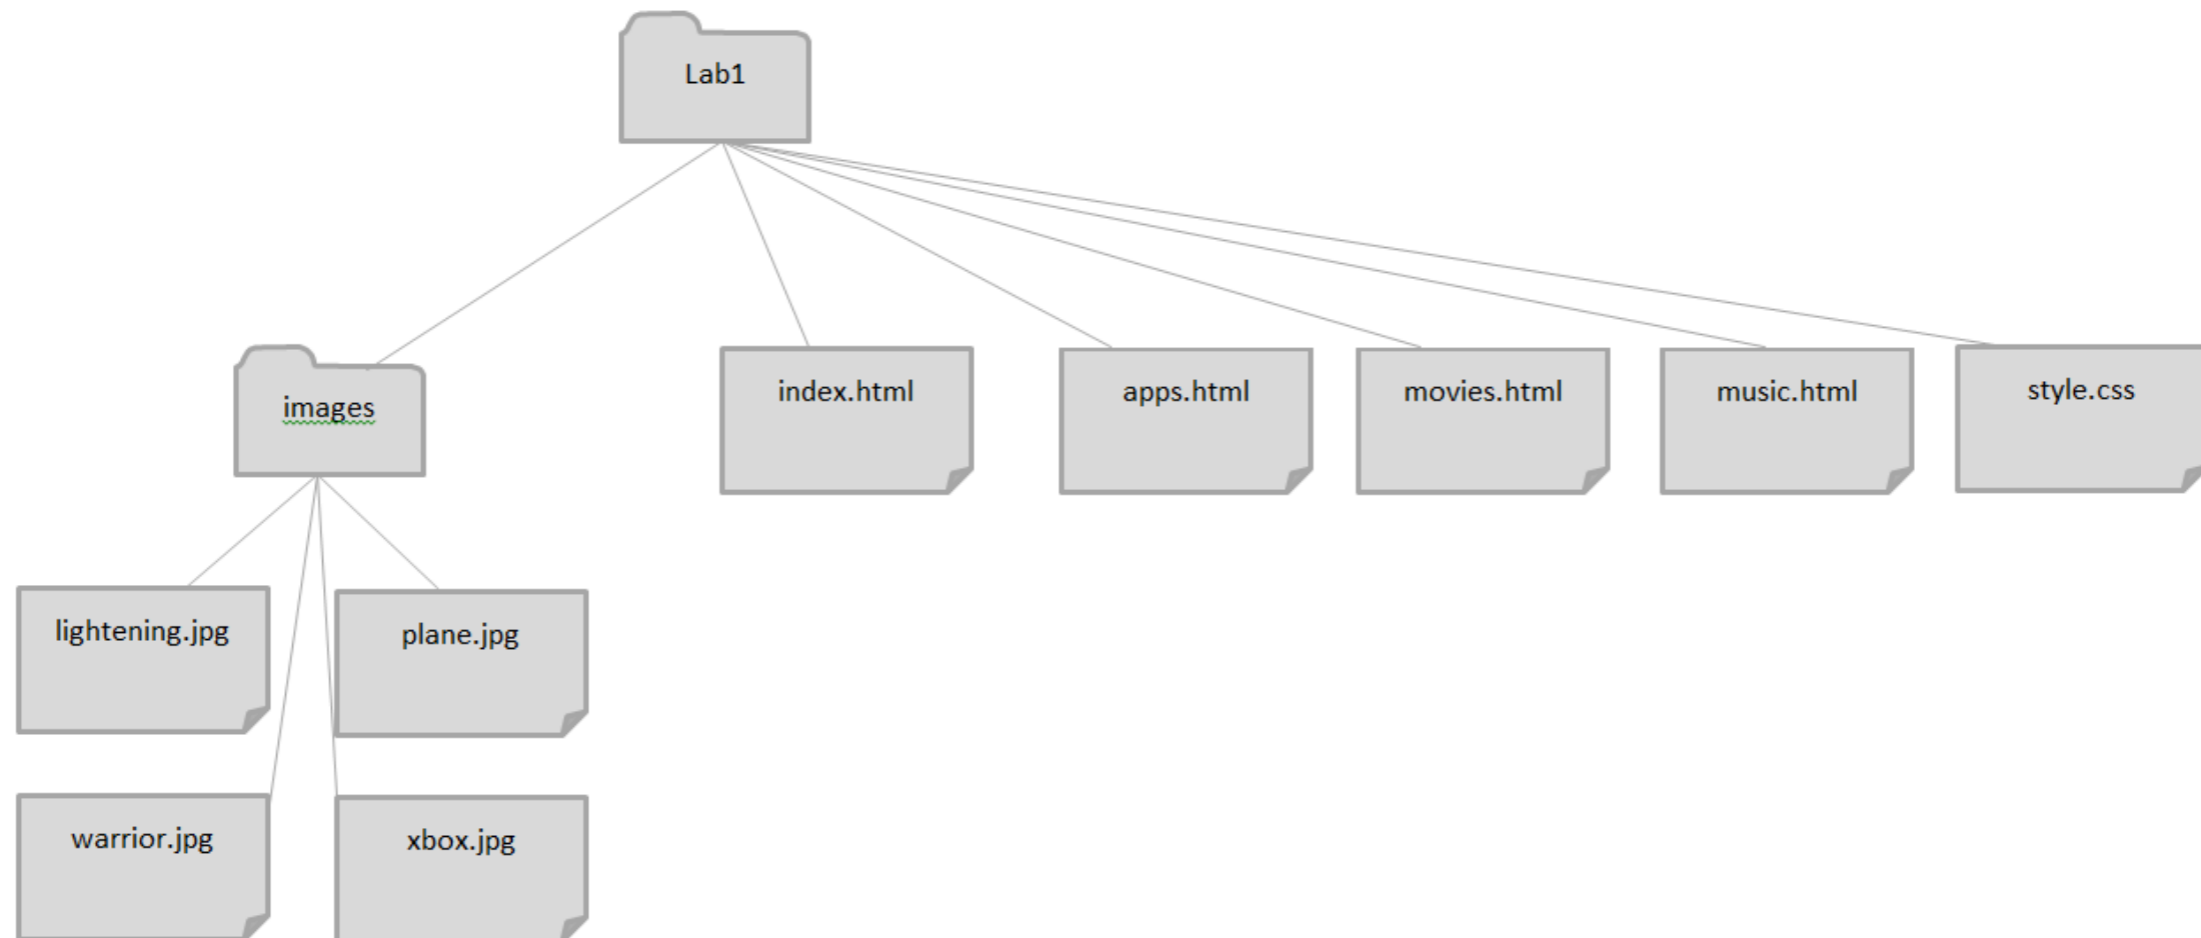 Lab1
images
index.html
apps.html
movies.html
music.html
style.css
lightening.jpg
plane.jpg
warrior.jpg
xbox.jpg